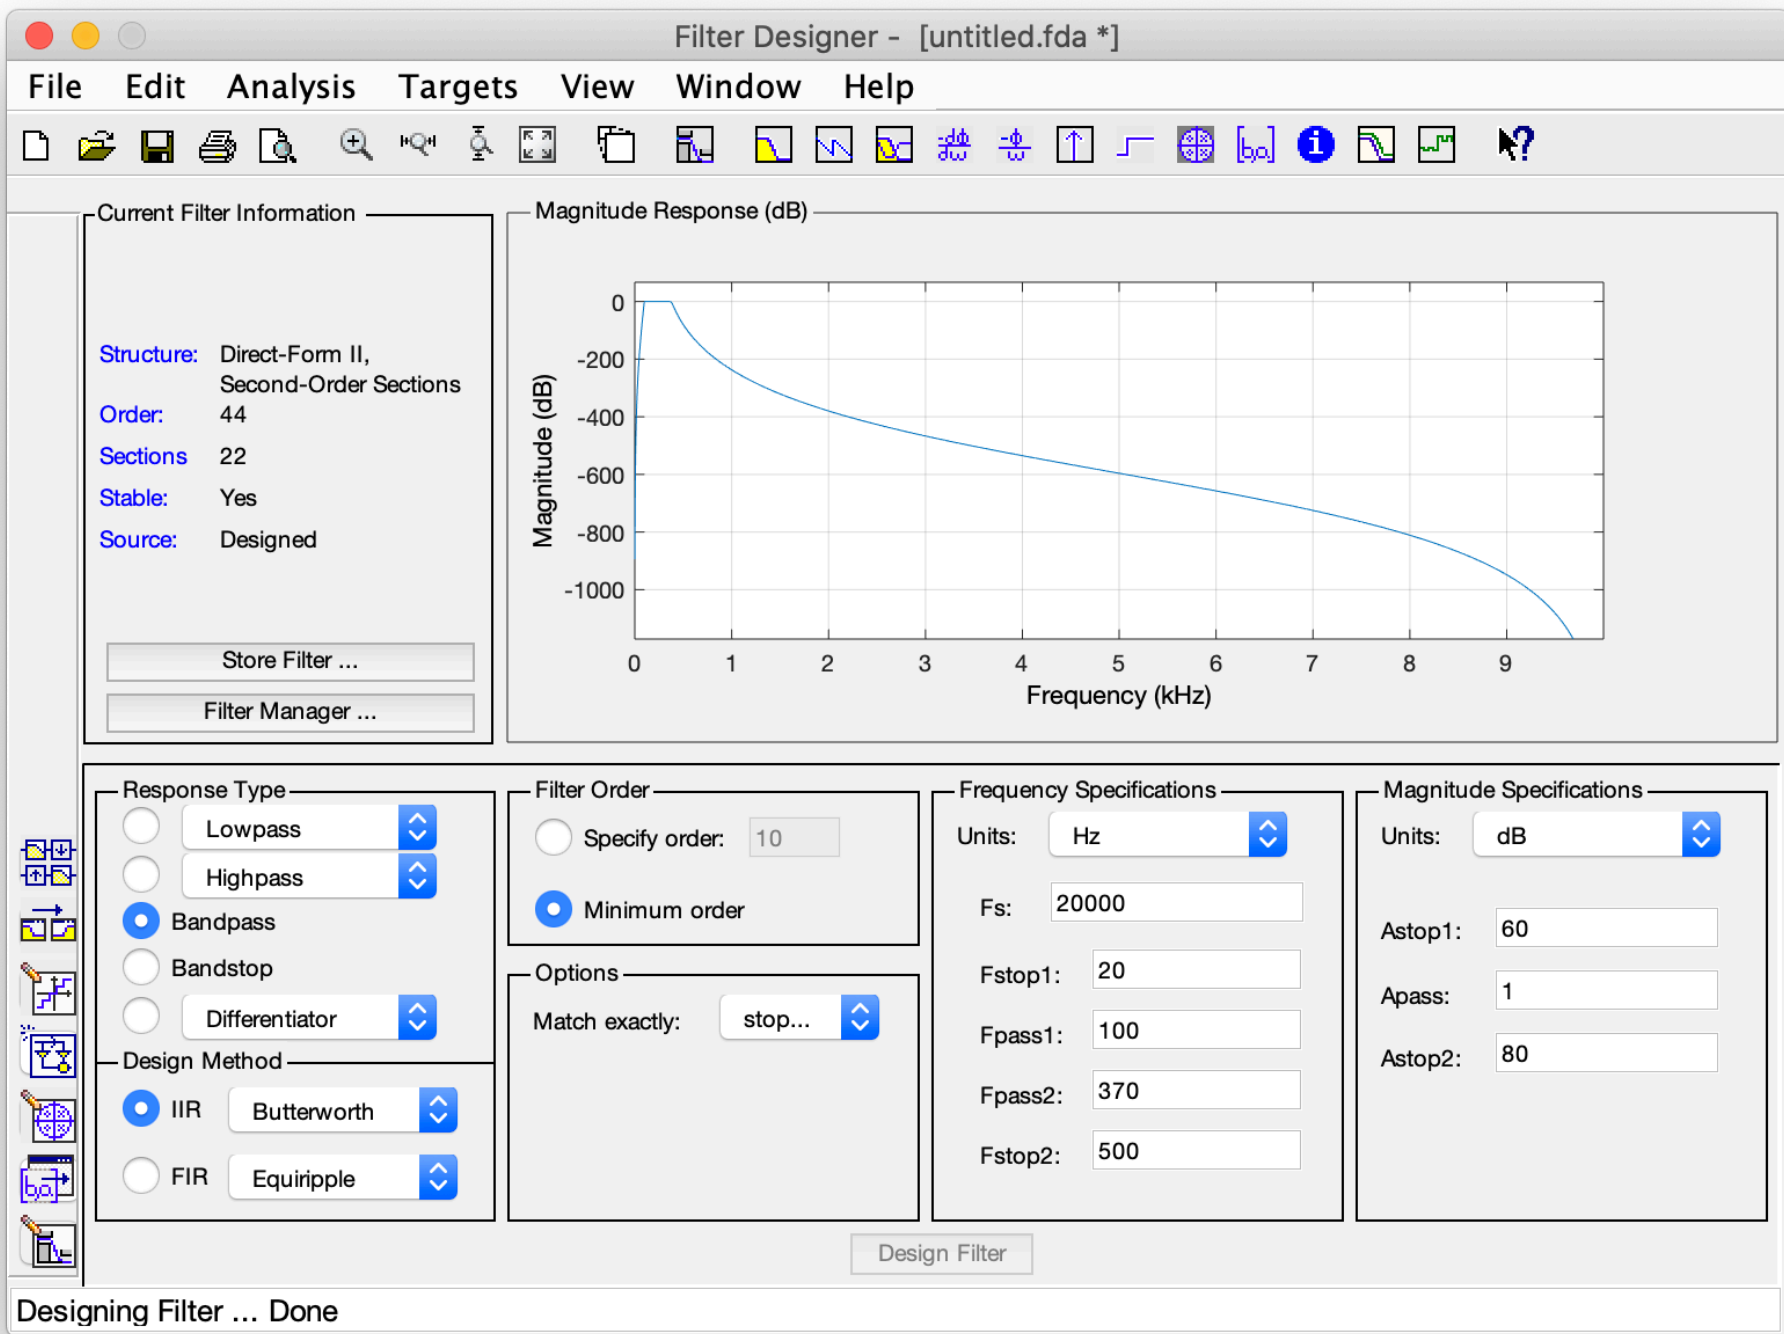 Filter Designer - [untitled.fda *]
File Edit Analysis Targets View Window Help
Current Filter Information
Structure: Direct-Form II,
Second-Order Sections
Order: 44
Sections 22
Stable: Yes
Source: Designed
Store Filter ...
Filter Manager ...
Magnitude Response (dB)
Magnitude (dB)
0
-200
-400
-600
-800
-1000
0 1 2 3 4 5 6 7 8 9
Frequency (kHz)
Response Type
Lowpass
Highpass
Bandpass
Bandstop
Differentiator
Design Method
IIR Butterworth
FIR Equiripple
Filter Order
Specify order: 10
Minimum order
Options
Match exactly: stop...
Frequency Specifications
Units: Hz
Fs: 20000
Fstop1: 20
Fpass1: 100
Fpass2: 370
Fstop2: 500
Magnitude Specifications
Units: dB
Astop1: 60
Apass: 1
Astop2: 80
Design Filter
Designing Filter ... Done